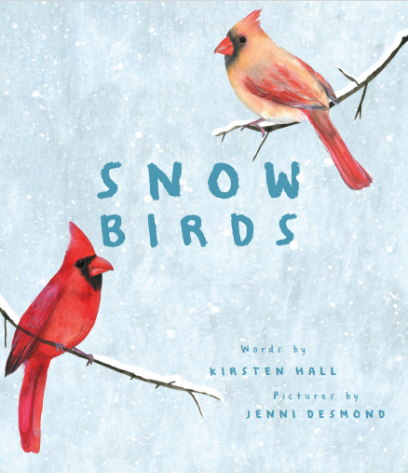 SNOW
BIRDS
Words by
KIRSTEN HALL
Pictures by
JENNI DESMOND